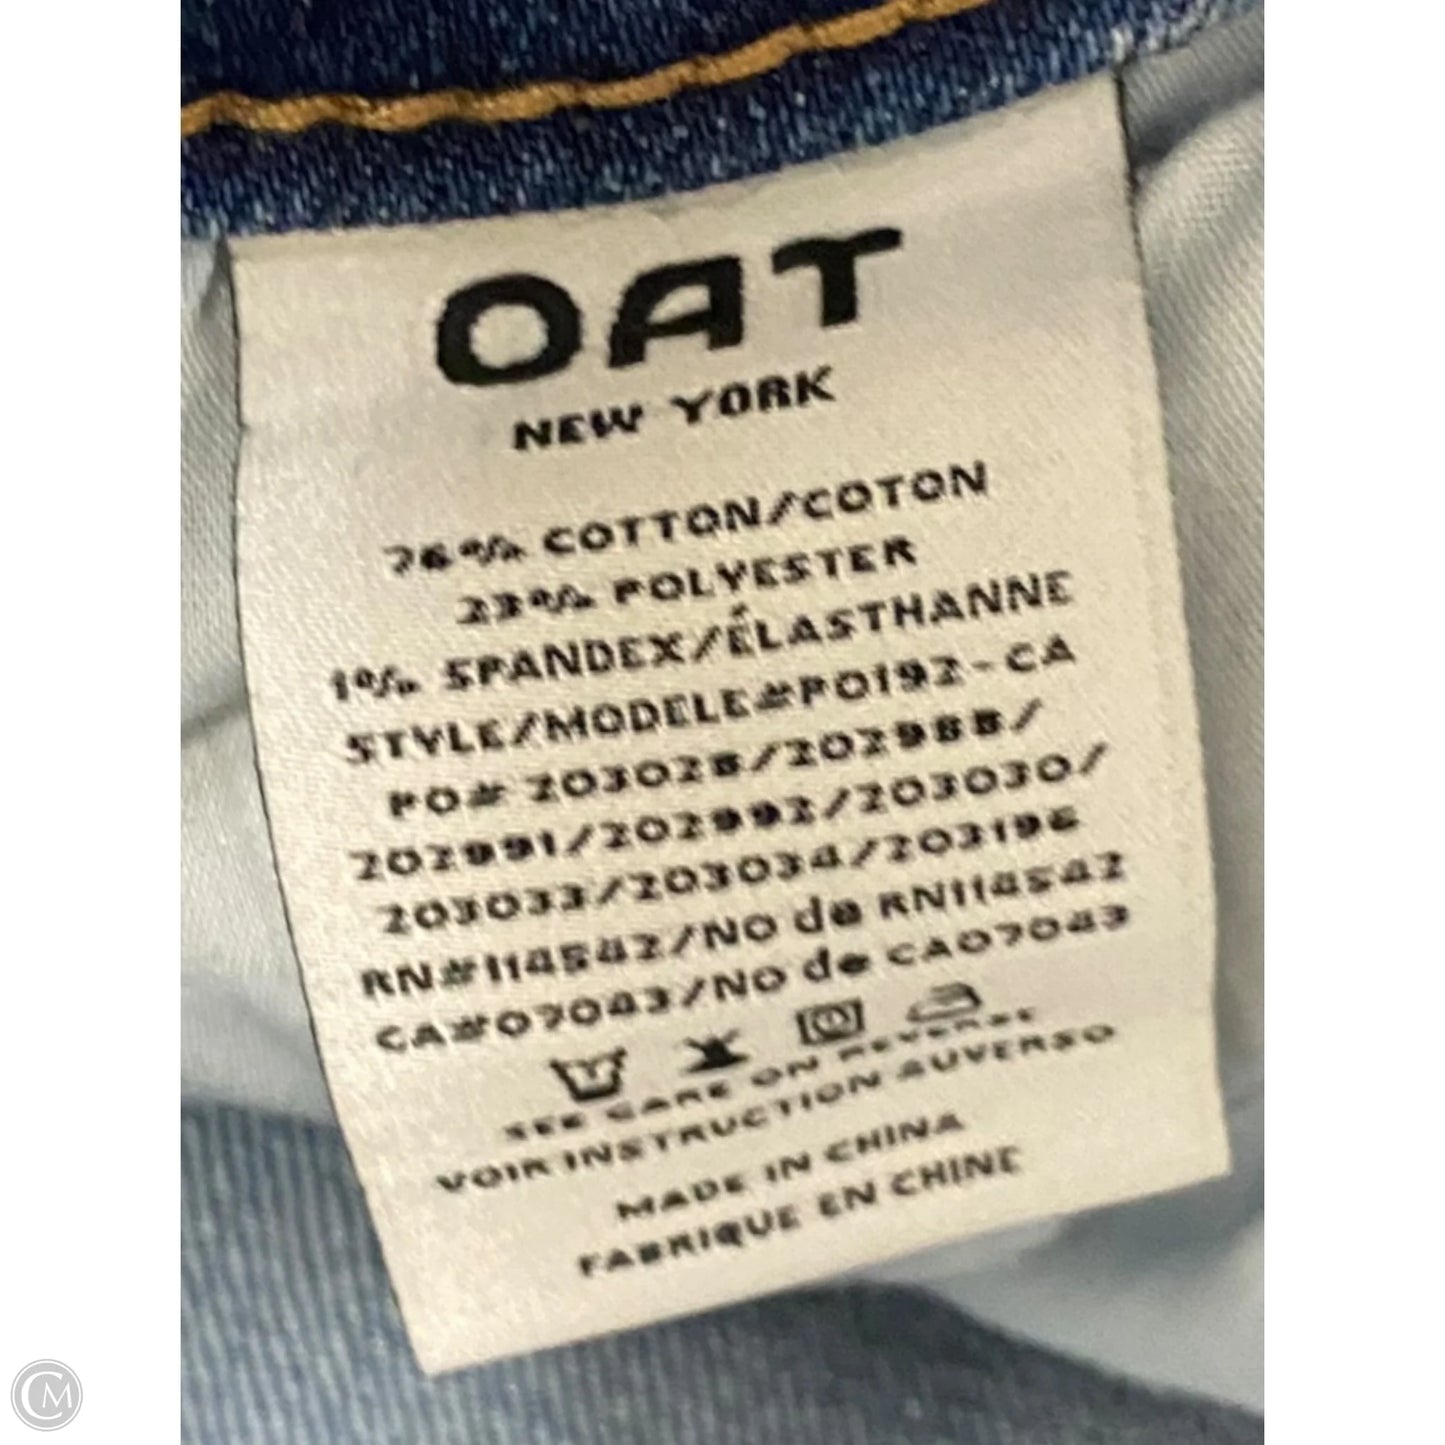 OAT
NEW YORK
76% COTTON/COTON
23% POLYESTER
1% SPANDEX/ÉLASTHANNE
STYLE/MODELE#P0192-CA
PO# 203028/202988/
202991/202992/203030/
203033/203034/203196
RN#114542/NO de RN114542
CA#07043/NO de CA07043
SEE CARE ON REVERSE
VOIR INSTRUCTION AUVERSO
MADE IN CHINA
FABRIQUE EN CHINE
CM